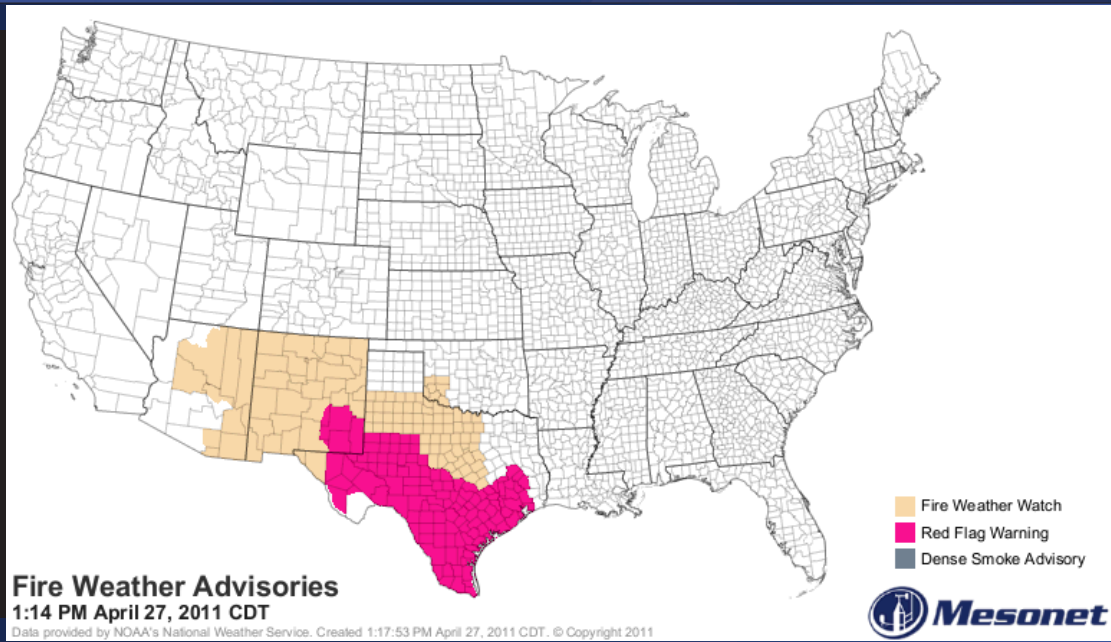 Fire Weather Watch
Red Flag Warning
Dense Smoke Advisory
Fire Weather Advisories
1:14 PM April 27, 2011 CDT
Data provided by NOAA's National Weather Service. Created 1:17:53 PM April 27, 2011 CDT. © Copyright 2011
Mesonet